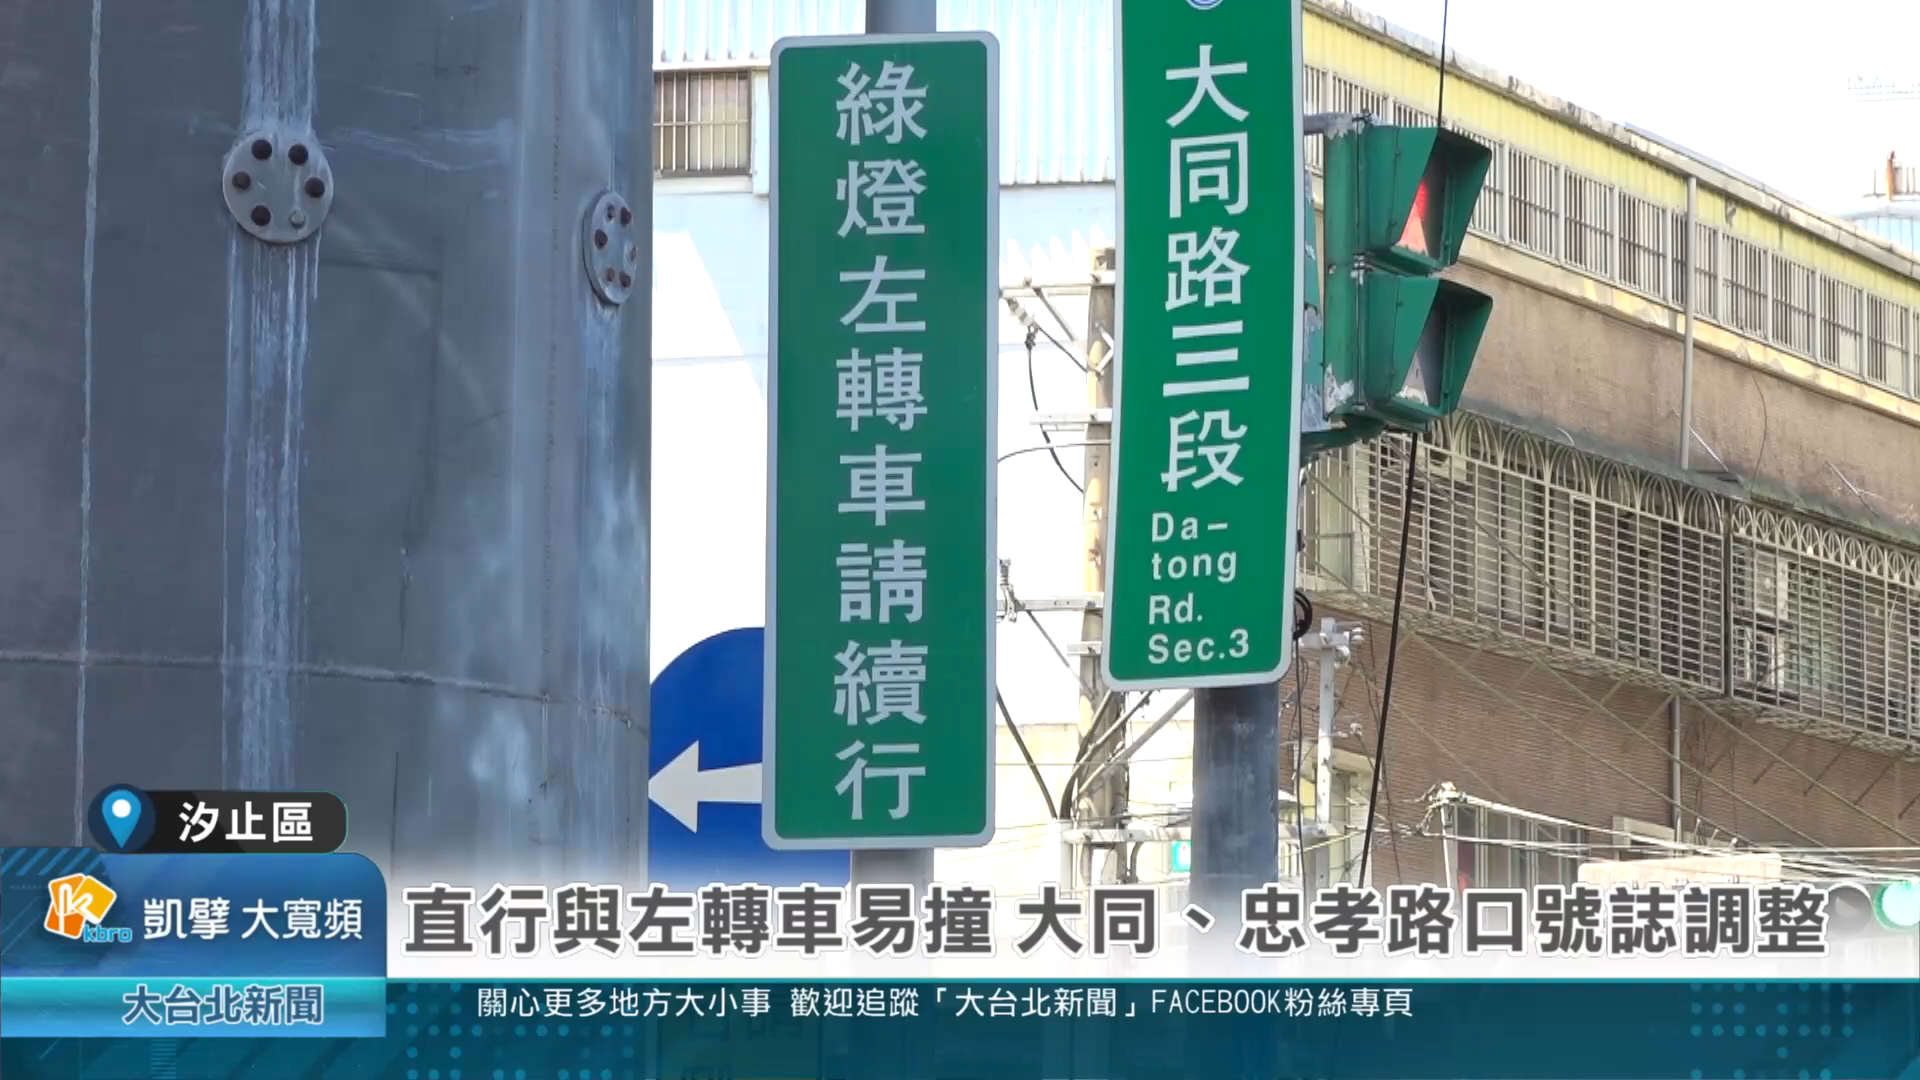 綠燈左轉車請續行
大同路三段
Da-
tong
Rd.
Sec.3
汐止區
kbro
凱擘大寬頻
直行與左轉車易撞 大同、忠孝路口號誌調整
大台北新聞
關心更多地方大小事 歡迎追蹤「大台北新聞」FACEBOOK粉絲專頁